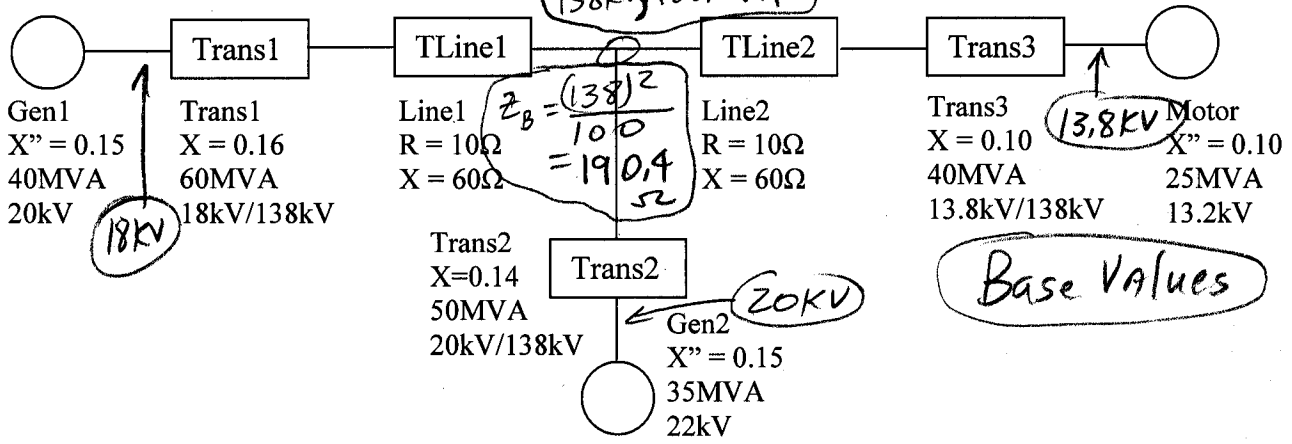 Trans1
TLine1
TLine2
Trans3
Gen1
X” = 0.15
40MVA
20kV
18KV
Trans1
X = 0.16
60MVA
18kV/138kV
Line1
R = 10Ω
X = 60Ω
Z_B = (138)²
100
= 190.4
Ω
Line2
R = 10Ω
X = 60Ω
Trans3
X = 0.10
40MVA
13.8kV/138kV
13.8KV
Motor
X” = 0.10
25MVA
13.2kV
Base Values
Trans2
X=0.14
50MVA
20kV/138kV
Trans2
20KV
Gen2
X” = 0.15
35MVA
22kV